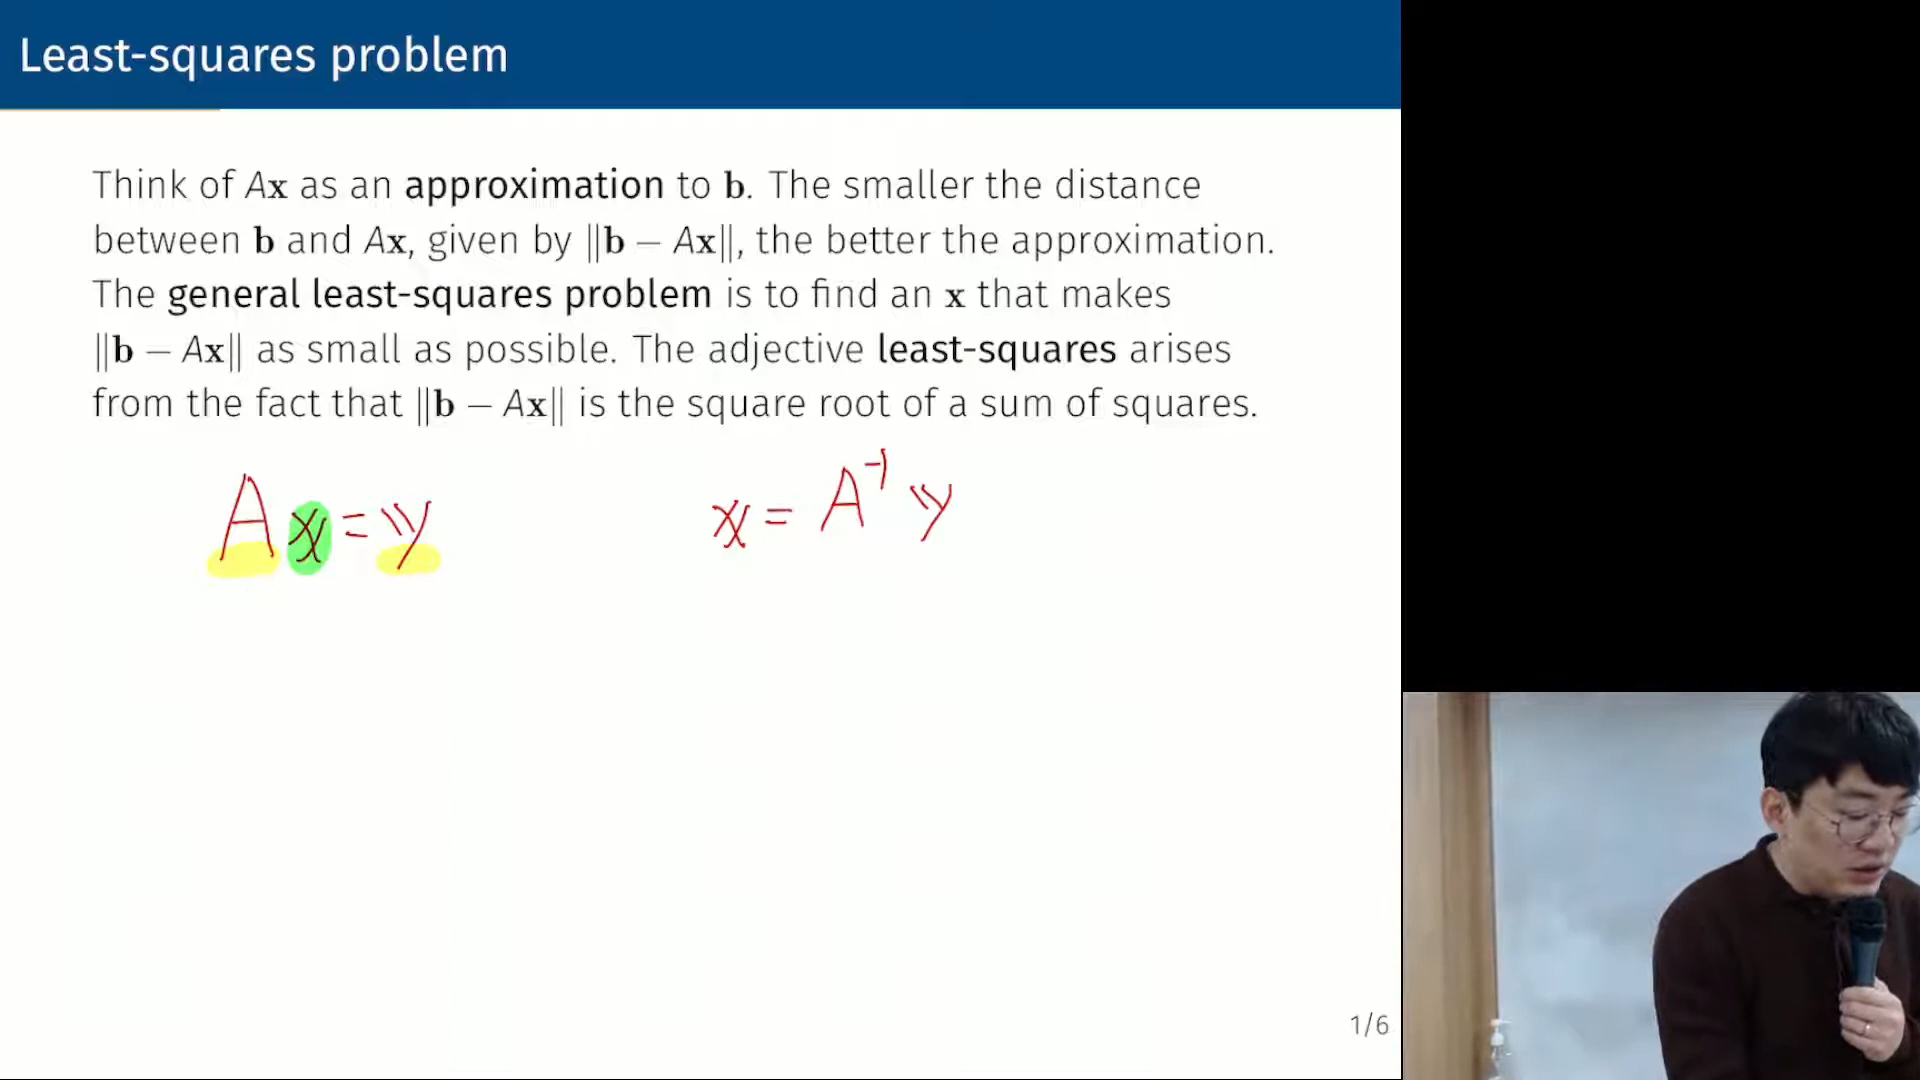 Least-squares problem
Think of Ax as an approximation to b. The smaller the distance
between b and Ax, given by ‖b − Ax‖, the better the approximation.
The general least-squares problem is to find an x that makes
‖b − Ax‖ as small as possible. The adjective least-squares arises
from the fact that ‖b − Ax‖ is the square root of a sum of squares.
Ax = y
x = A⁻¹ y
1/6